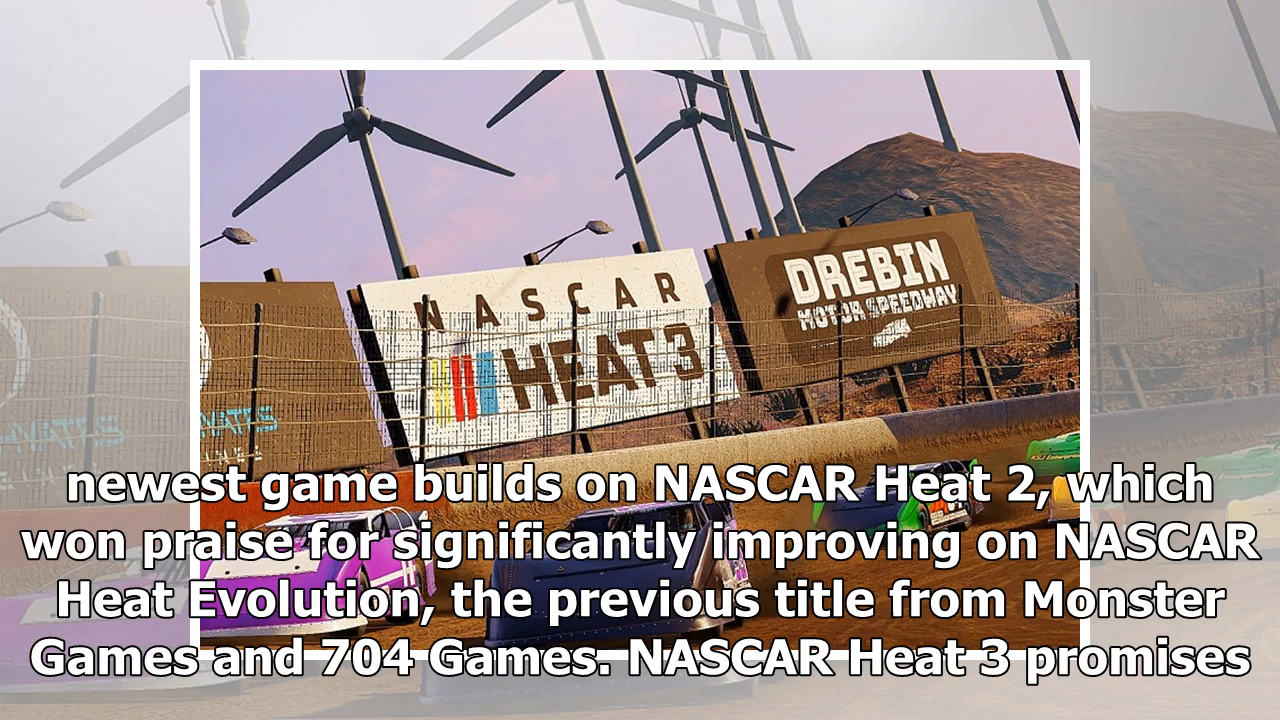 NASCAR
HEAT 3
DREBIN
MOTOR SPEEDWAY
newest game builds on NASCAR Heat 2, which
won praise for significantly improving on NASCAR
Heat Evolution, the previous title from Monster
Games and 704 Games. NASCAR Heat 3 promises